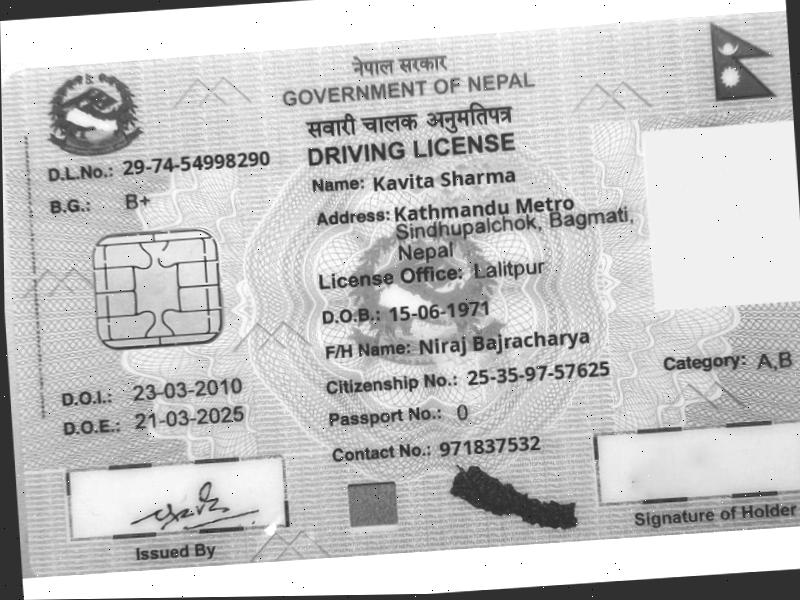 नेपाल सरकार
GOVERNMENT OF NEPAL
सवारी चालक अनुमतिपत्र
DRIVING LICENSE
D.L.No.: 29-74-54998290
B.G.: B+
Name: Kavita Sharma
Address: Kathmandu Metro
Sindhupalchok, Bagmati,
Nepal
License Office: Lalitpur
D.O.B.: 15-06-1971
F/H Name: Niraj Bajracharya
Citizenship No.: 25-35-97-57625
Category: A,B
D.O.I.: 23-03-2010
D.O.E.: 21-03-2025
Passport No.: 0
Contact No.: 971837532
Issued By
Signature of Holder